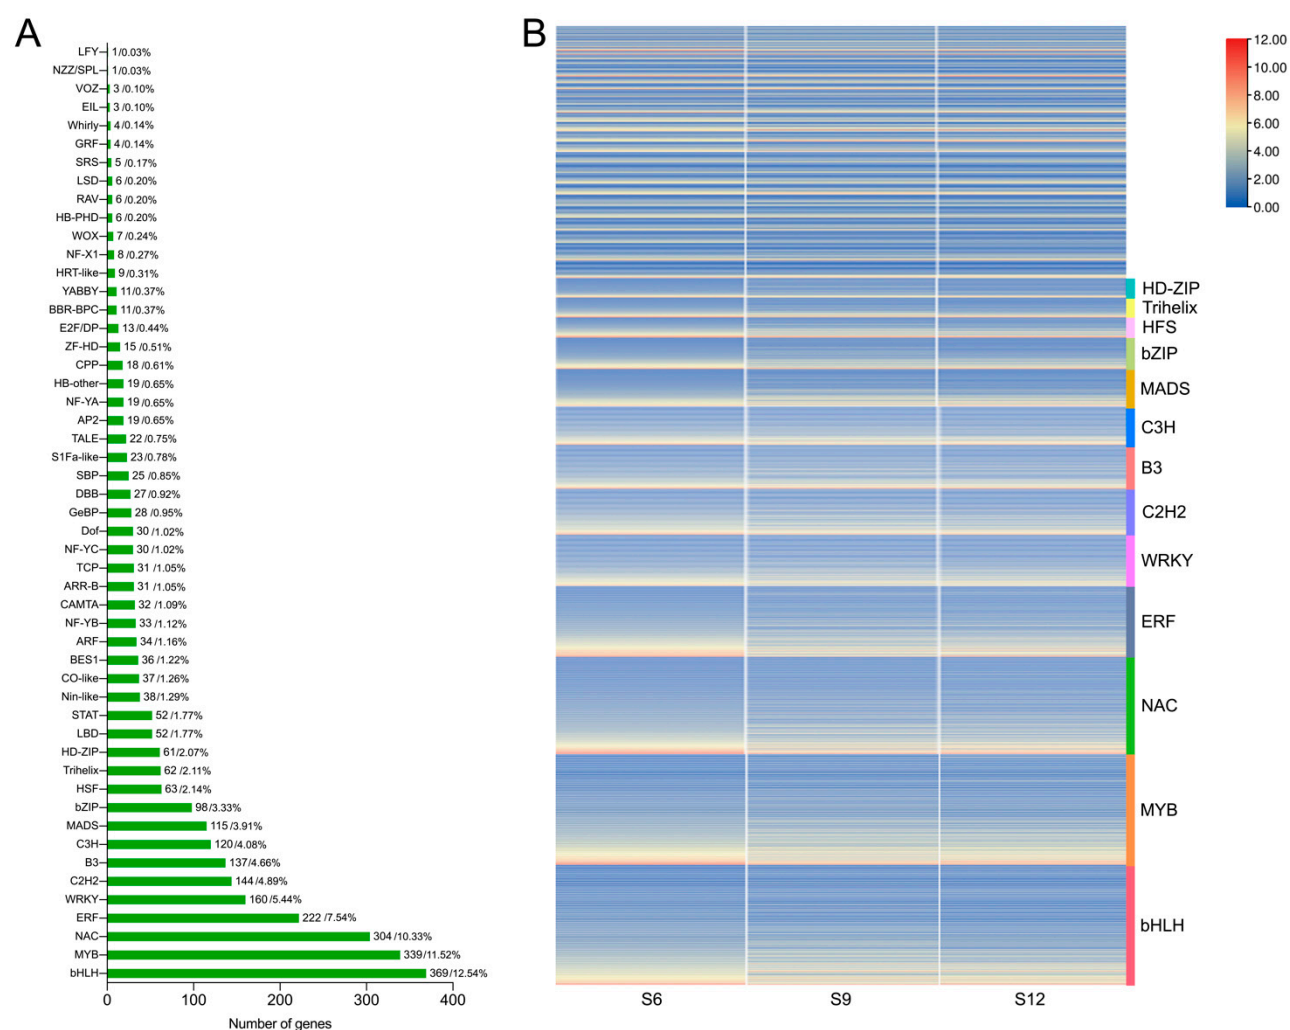 A
LFY 1/0.03%
NZZ/SPL 1/0.03%
VOZ 3/0.10%
EIL 3/0.10%
Whirly 4/0.14%
GRF 4/0.14%
SRS 5/0.17%
LSD 6/0.20%
RAV 6/0.20%
HB-PHD 6/0.20%
WOX 7/0.24%
NF-X1 8/0.27%
HRT-like 9/0.31%
YABBY 11/0.37%
BBR-BPC 11/0.37%
E2F/DP 13/0.44%
ZF-HD 15/0.51%
CPP 18/0.61%
HB-other 19/0.65%
NF-YA 19/0.65%
AP2 19/0.65%
TALE 22/0.75%
S1Fa-like 23/0.78%
SBP 25/0.85%
DBB 27/0.92%
GeBP 28/0.95%
Dof 30/1.02%
NF-YC 30/1.02%
TCP 31/1.05%
ARR-B 31/1.05%
CAMTA 32/1.09%
NF-YB 33/1.12%
ARF 34/1.16%
BES1 36/1.22%
CO-like 37/1.26%
Nin-like 38/1.29%
STAT 52/1.77%
LBD 52/1.77%
HD-ZIP 61/2.07%
Trihelix 62/2.11%
HSF 63/2.14%
bZIP 98/3.33%
MADS 115/3.91%
C3H 120/4.08%
B3 137/4.66%
C2H2 144/4.89%
WRKY 160/5.44%
ERF 222/7.54%
NAC 304/10.33%
MYB 339/11.52%
bHLH 369/12.54%
0 100 200 300 400
Number of genes
B
12.00
10.00
8.00
6.00
4.00
2.00
0.00
HD-ZIP
Trihelix
HFS
bZIP
MADS
C3H
B3
C2H2
WRKY
ERF
NAC
MYB
bHLH
S6 S9 S12